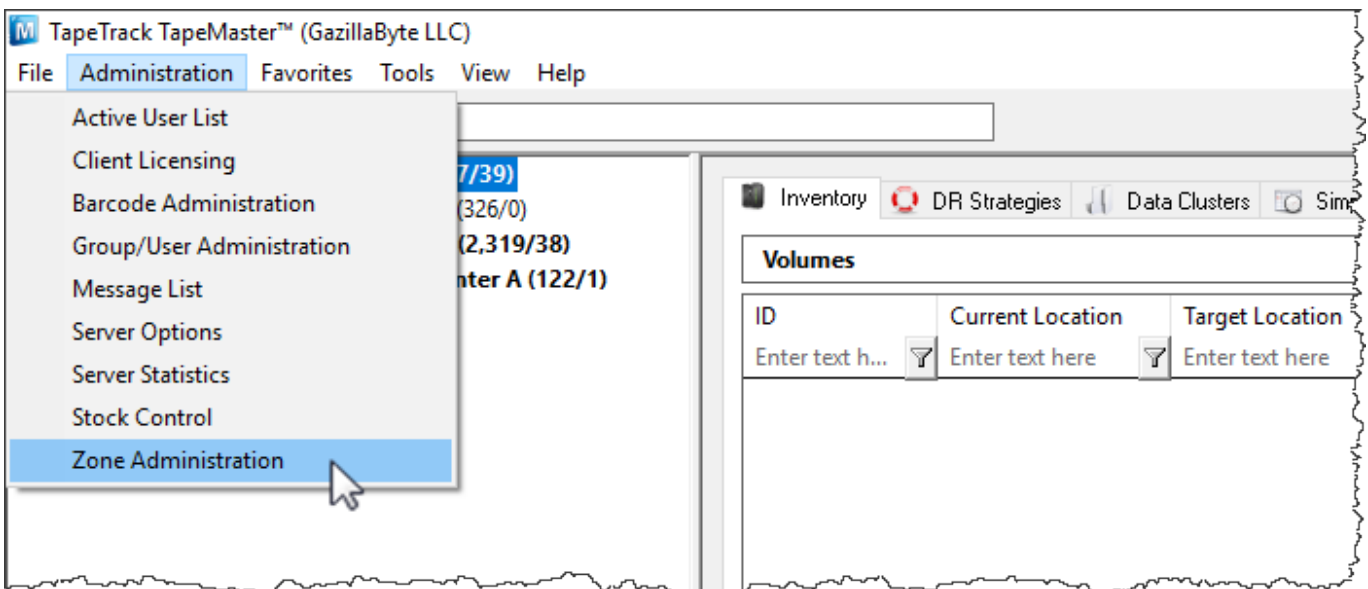 TapeTrack TapeMaster™ (GazillaByte LLC)
File Administration Favorites Tools View Help
Active User List
Client Licensing
Barcode Administration
Group/User Administration
Message List
Server Options
Server Statistics
Stock Control
Zone Administration
7/39)
(326/0)
(2,319/38)
nter A (122/1)
Inventory DR Strategies Data Clusters Sim
Volumes
ID Current Location Target Location
Enter text h... Enter text here Enter text here